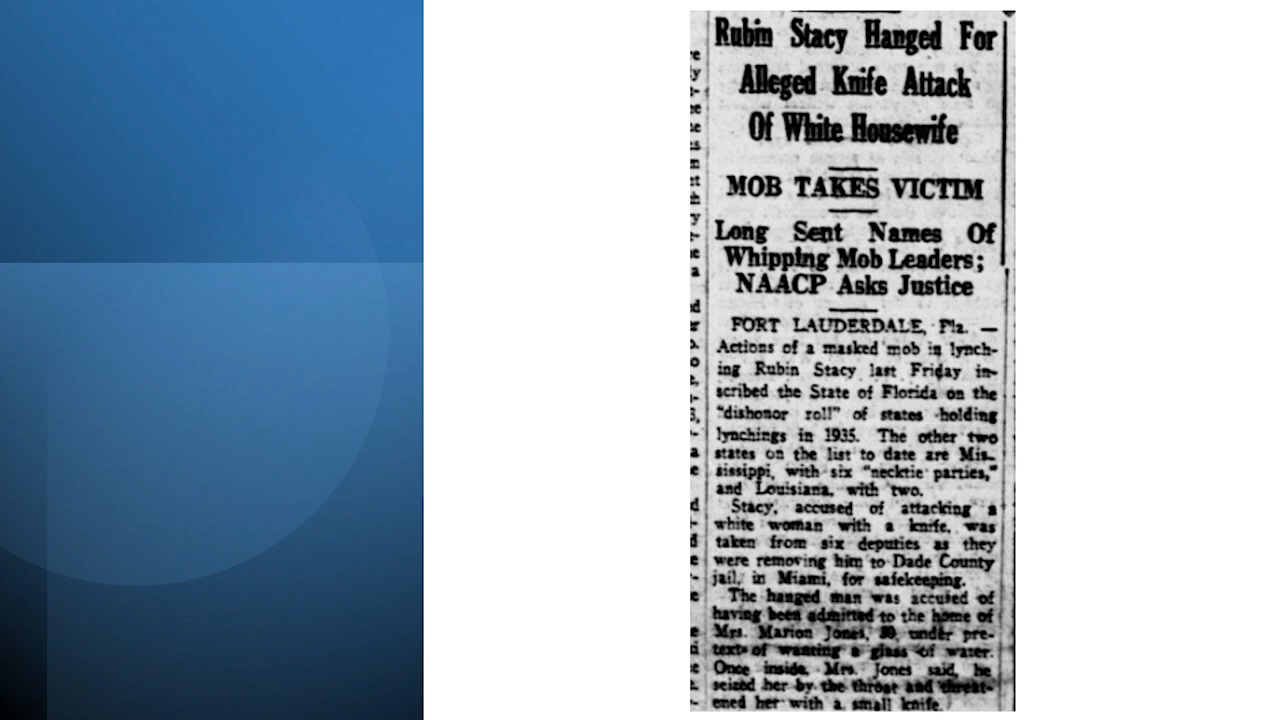 Rubin Stacy Hanged For
Alleged Knife Attack
Of White Housewife
MOB TAKES VICTIM
Long Sent Names Of
Whipping Mob Leaders;
NAACP Asks Justice
FORT LAUDERDALE, Fla. —
Actions of a masked mob in lynch-
ing Rubin Stacy last Friday in-
scribed the State of Florida on the
"dishonor roll" of states holding
lynchings in 1935. The other two
states on the list to date are Mis-
sissippi, with six "necktie parties,"
and Louisiana, with two.
Stacy, accused of attacking a
white woman with a knife, was
taken from six deputies as they
were removing him to Dade County
jail, in Miami, for safekeeping.
The hanged man was accused of
having been admitted to the home of
Mrs. Marion Jones, 30, under pre-
text of wanting a glass of water.
Once inside, Mrs. Jones said, he
seized her by the throat and threat-
ened her with a small knife.